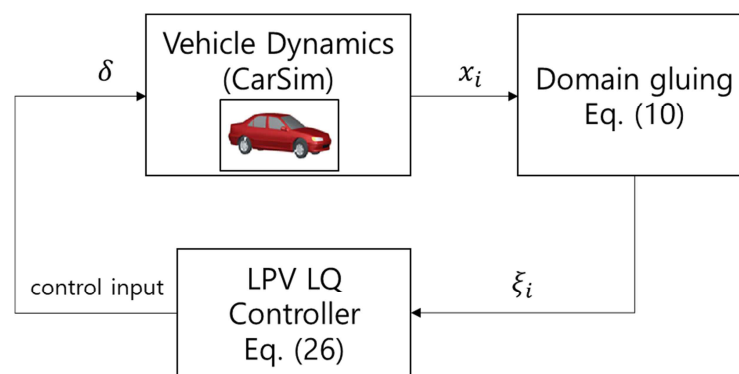 Vehicle Dynamics
(CarSim)
δ
x_i
Domain gluing
Eq. (10)
ξ_i
LPV LQ
Controller
Eq. (26)
control input